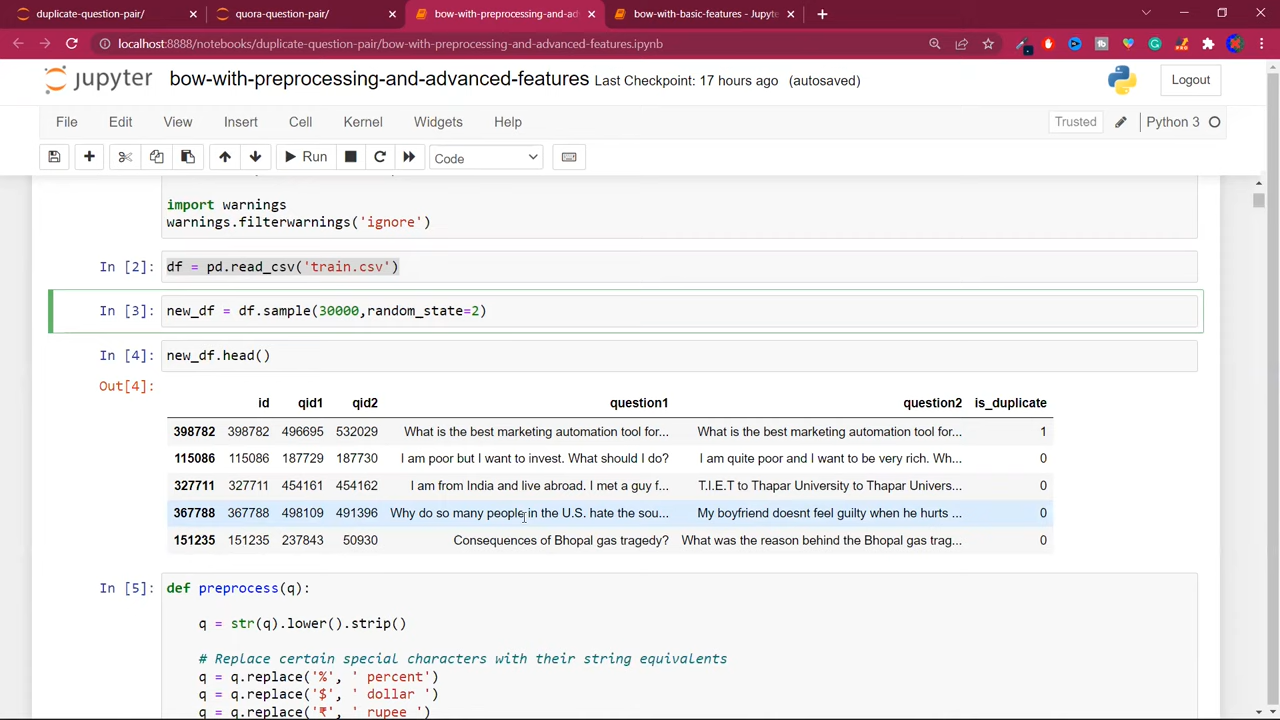 duplicate-question-pair/
quora-question-pair/
bow-with-preprocessing-and-adv
bow-with-basic-features - Jupyte
localhost:8888/notebooks/duplicate-question-pair/bow-with-preprocessing-and-advanced-features.ipynb
jupyter bow-with-preprocessing-and-advanced-features Last Checkpoint: 17 hours ago (autosaved)
Logout
File Edit View Insert Cell Kernel Widgets Help
Trusted Python 3
Run Code
import warnings
warnings.filterwarnings('ignore')
In [2]: df = pd.read_csv('train.csv')
In [3]: new_df = df.sample(30000,random_state=2)
In [4]: new_df.head()
Out[4]:
id qid1 qid2 question1 question2 is_duplicate
398782 398782 496695 532029 What is the best marketing automation tool for... What is the best marketing automation tool for... 1
115086 115086 187729 187730 I am poor but I want to invest. What should I do? I am quite poor and I want to be very rich. Wh... 0
327711 327711 454161 454162 I am from India and live abroad. I met a guy f... T.I.E.T to Thapar University to Thapar Univers... 0
367788 367788 498109 491396 Why do so many people in the U.S. hate the sou... My boyfriend doesnt feel guilty when he hurts ... 0
151235 151235 237843 50930 Consequences of Bhopal gas tragedy? What was the reason behind the Bhopal gas trag... 0
In [5]: def preprocess(q):
q = str(q).lower().strip()
# Replace certain special characters with their string equivalents
q = q.replace('%', ' percent')
q = q.replace('$', ' dollar ')
q = q.replace('₹', ' rupee ')